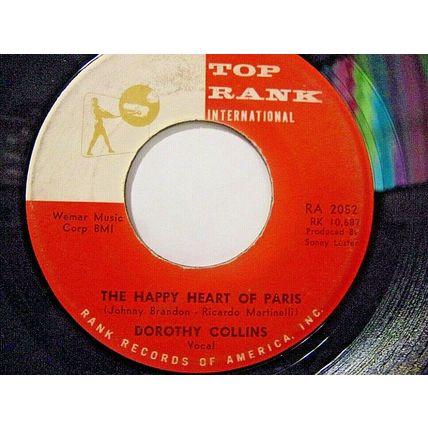 TOP
RANK
INTERNATIONAL
Wemar Music
Corp BMI
RA 2052
RK 10,687
Produced By
Sonny Lester
THE HAPPY HEART OF PARIS
(Johnny Brandon - Ricardo Martinelli)
DOROTHY COLLINS
Vocal
RANK RECORDS OF AMERICA, INC.